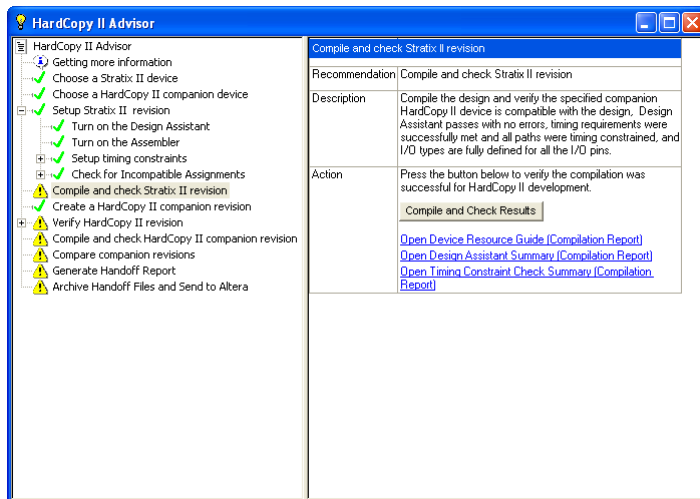 HardCopy II Advisor
HardCopy II Advisor
Getting more information
Choose a Stratix II device
Choose a HardCopy II companion device
Setup Stratix II revision
Turn on the Design Assistant
Turn on the Assembler
Setup timing constraints
Check for Incompatible Assignments
Compile and check Stratix II revision
Create a HardCopy II companion revision
Verify HardCopy II revision
Compile and check HardCopy II companion revision
Compare companion revisions
Generate Handoff Report
Archive Handoff Files and Send to Altera
Compile and check Stratix II revision
Recommendation Compile and check Stratix II revision
Description Compile the design and verify the specified companion
HardCopy II device is compatible with the design, Design
Assistant passes with no errors, timing requirements were
successfully met and all paths were timing constrained, and
I/O types are fully defined for all the I/O pins.
Action Press the button below to verify the compilation was
successful for HardCopy II development.
Compile and Check Results
Open Device Resource Guide (Compilation Report)
Open Design Assistant Summary (Compilation Report)
Open Timing Constraint Check Summary (Compilation
Report)